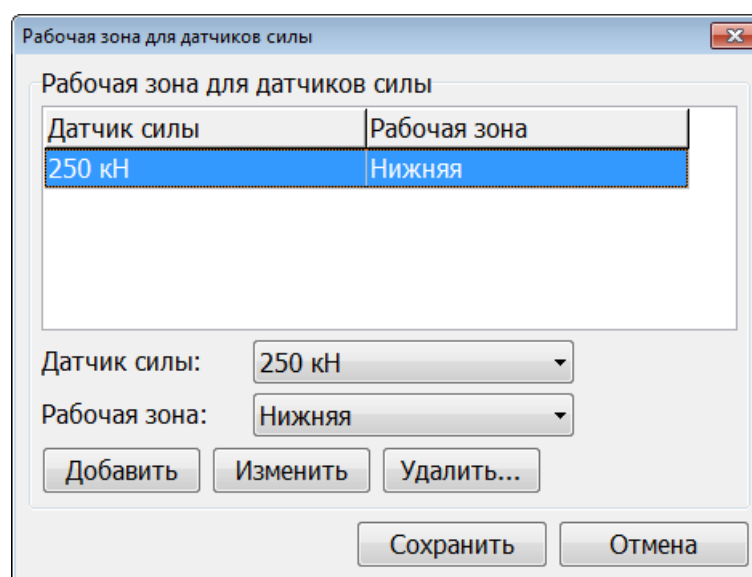 Рабочая зона для датчиков силы
Рабочая зона для датчиков силы
Датчик силы Рабочая зона
250 кН Нижняя
Датчик силы: 250 кН
Рабочая зона: Нижняя
Добавить Изменить Удалить...
Сохранить Отмена